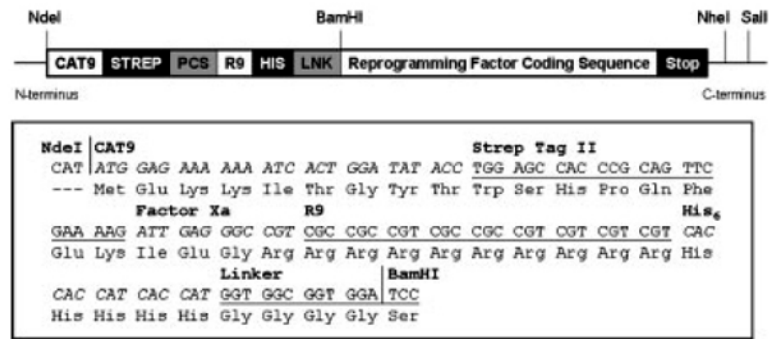 NdeI BamHI NheI SalI
CAT9 STREP PCS R9 HIS LNK Reprogramming Factor Coding Sequence Stop
N-terminus C-terminus
NdeI CAT9 Strep Tag II
CAT ATG GAG AAA AAA ATC ACT GGA TAT ACC TGG AGC CAC CCG CAG TTC
--- Met Glu Lys Lys Ile Thr Gly Tyr Thr Trp Ser His Pro Gln Phe
Factor Xa R9 His6
GAA AAG ATT GAG GGC CGT CGC CGC CGT CGC CGC CGT CGT CGT CGT CAC
Glu Lys Ile Glu Gly Arg Arg Arg Arg Arg Arg Arg Arg Arg Arg His
Linker BamHI
CAC CAT CAC CAT GGT GGC GGT GGA TCC
His His His His Gly Gly Gly Gly Ser